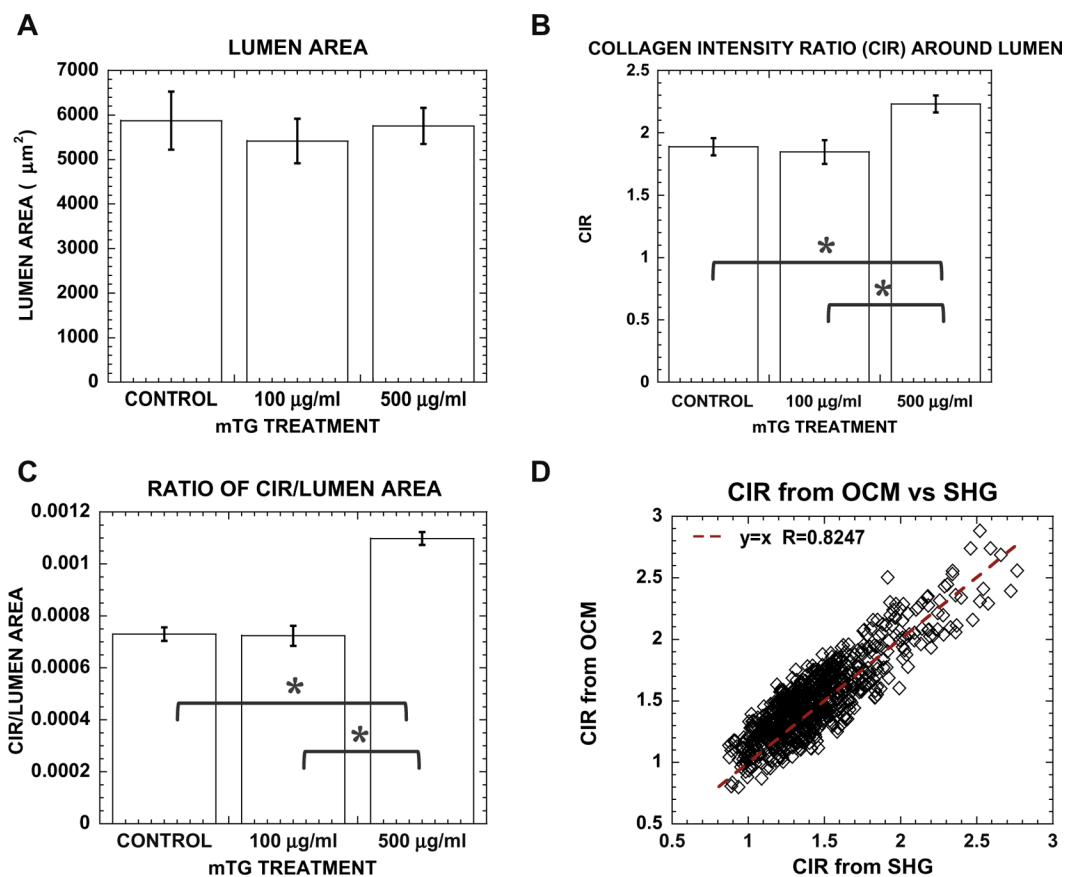 A
LUMEN AREA
7000
6000
5000
4000
3000
2000
1000
0
LUMEN AREA ( μm²)
CONTROL 100 μg/ml 500 μg/ml
mTG TREATMENT
B
COLLAGEN INTENSITY RATIO (CIR) AROUND LUMEN
2.5
2
1.5
1
0.5
0
CIR
*
*
CONTROL 100 μg/ml 500 μg/ml
mTG TREATMENT
C
RATIO OF CIR/LUMEN AREA
0.0012
0.001
0.0008
0.0006
0.0004
0.0002
0
CIR/LUMEN AREA
*
*
CONTROL 100 μg/ml 500 μg/ml
mTG TREATMENT
D
CIR from OCM vs SHG
y=x R=0.8247
3
2.5
2
1.5
1
0.5
CIR from OCM
0.5 1 1.5 2 2.5 3
CIR from SHG